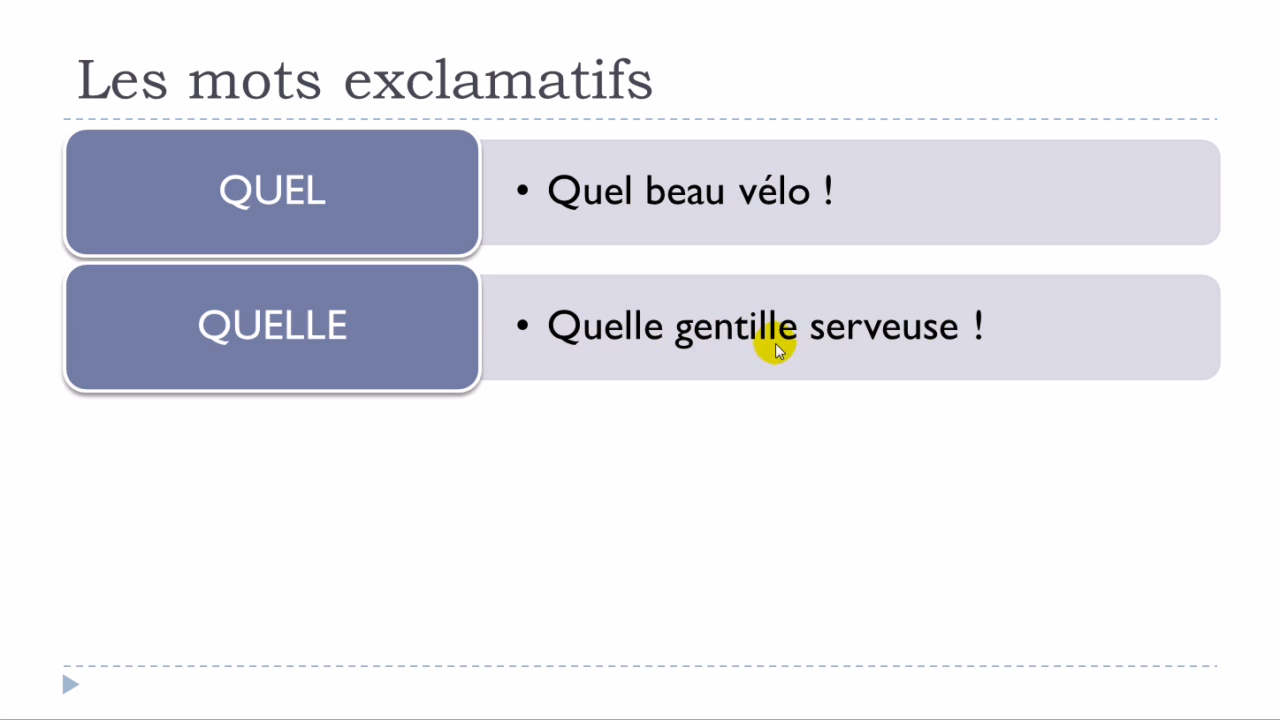 Les mots exclamatifs
QUEL
• Quel beau vélo !
QUELLE
• Quelle gentille serveuse !